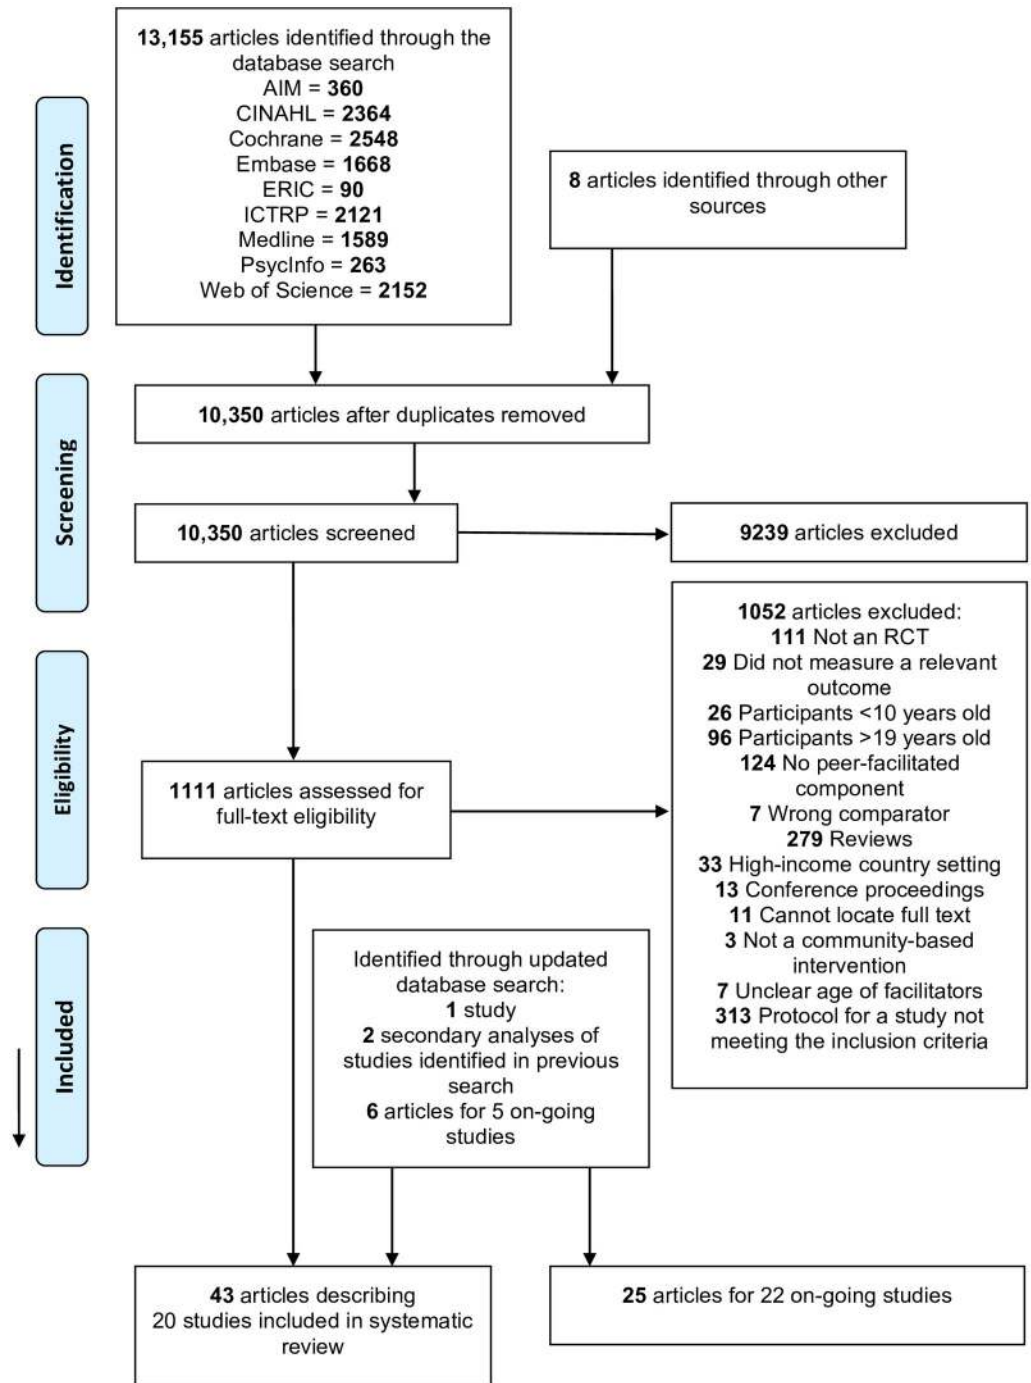 13,155 articles identified through the
database search
AIM = 360
CINAHL = 2364
Cochrane = 2548
Embase = 1668
ERIC = 90
ICTRP = 2121
Medline = 1589
PsycInfo = 263
Web of Science = 2152
8 articles identified through other
sources
Identification
10,350 articles after duplicates removed
Screening
10,350 articles screened
9239 articles excluded
1052 articles excluded:
111 Not an RCT
29 Did not measure a relevant
outcome
26 Participants <10 years old
96 Participants >19 years old
124 No peer-facilitated
component
7 Wrong comparator
279 Reviews
33 High-income country setting
13 Conference proceedings
11 Cannot locate full text
3 Not a community-based
intervention
7 Unclear age of facilitators
313 Protocol for a study not
meeting the inclusion criteria
Eligibility
1111 articles assessed for
full-text eligibility
Included
Identified through updated
database search:
1 study
2 secondary analyses of
studies identified in previous
search
6 articles for 5 on-going
studies
43 articles describing
20 studies included in systematic
review
25 articles for 22 on-going studies